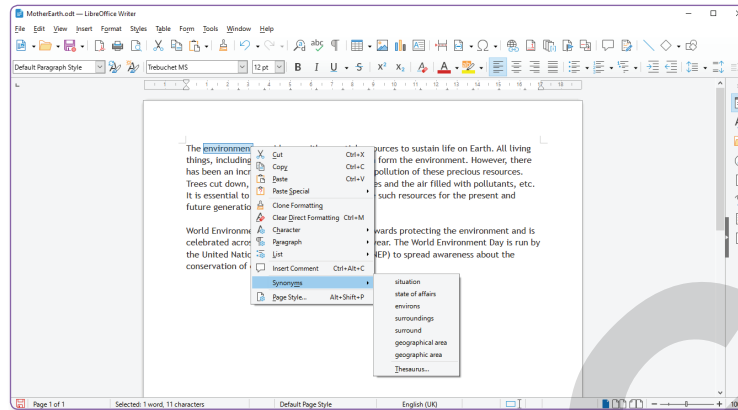 MotherEarth.odt — LibreOffice Writer
File Edit View Insert Format Styles Table Form Tools Window Help
Default Paragraph Style Trebuchet MS 12 pt
The environment
ources to sustain life on Earth. All living
things, including
form the environment. However, there
has been an incr
pollution of these precious resources.
Trees cut down,
es and the air filled with pollutants, etc.
It is essential to
such resources for the present and
future generatio
World Environme
wards protecting the environment and is
celebrated acros
ear. The World Environment Day is run by
the United Natio
NEP) to spread awareness about the
conservation of
Cut Ctrl+X
Copy Ctrl+C
Paste Ctrl+V
Paste Special
Clone Formatting
Clear Direct Formatting Ctrl+M
Character
Paragraph
List
Insert Comment Ctrl+Alt+C
Synonyms
Page Style... Alt+Shift+P
situation
state of affairs
environs
surroundings
surround
geographical area
geographic area
Thesaurus...
Page 1 of 1 Selected: 1 word, 11 characters Default Page Style English (UK)